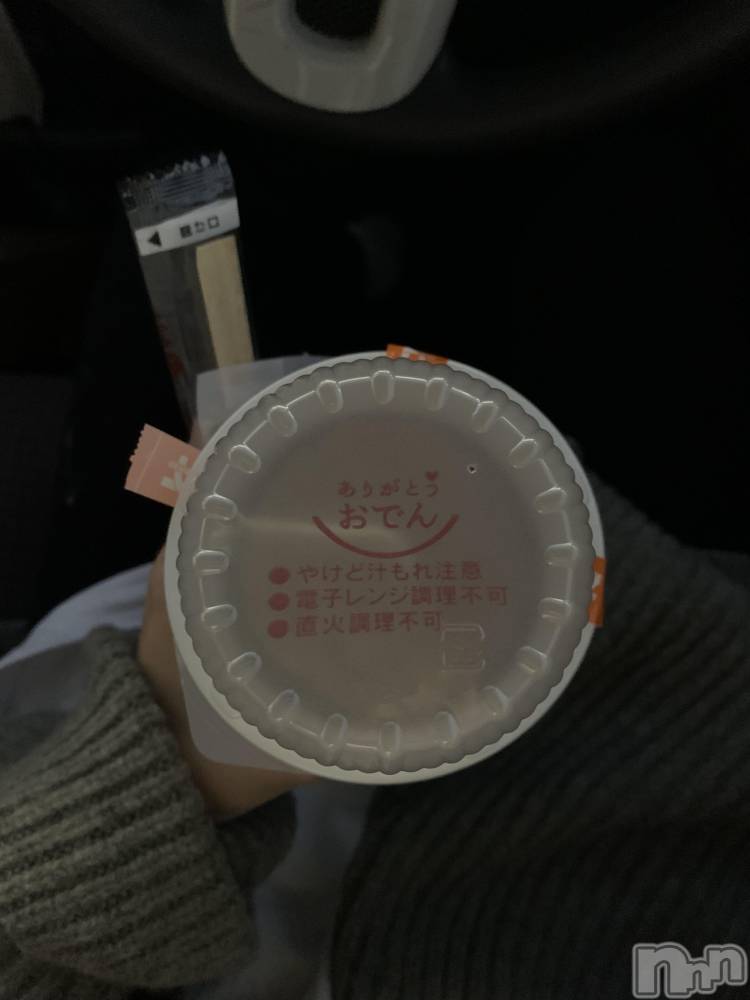 ◀ 開け口
ありがとう
おでん
●やけど汁もれ注意
●電子レンジ調理不可
●直火調理不可
nnn